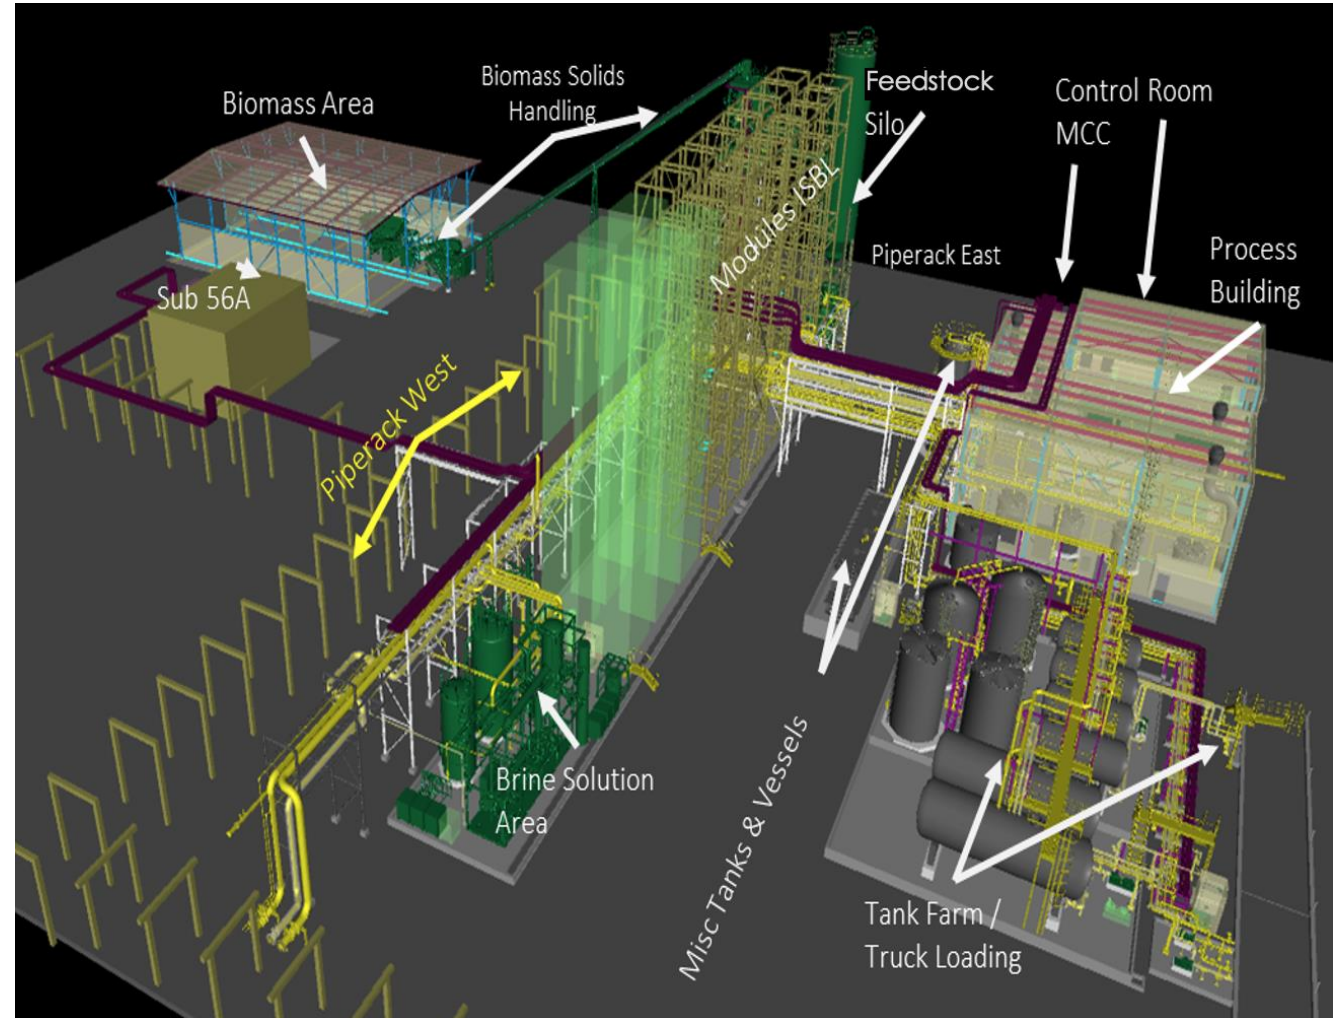 Biomass Area
Biomass Solids
Handling
Feedstock
Silo
Control Room
MCC
Modules ISBL
Piperack East
Process
Building
Sub 56A
Piperack West
Brine Solution
Area
Misc Tanks & Vessels
Tank Farm /
Truck Loading